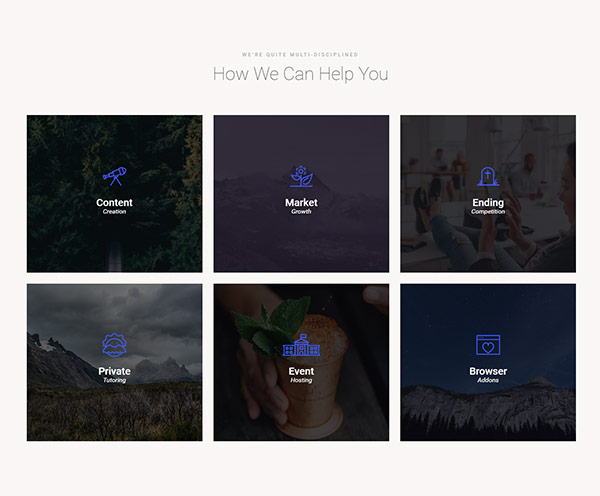 WE'RE QUITE MULTI-DISCIPLINED
How We Can Help You
Content
Creation
Market
Growth
Ending
Competition
Private
Tutoring
Event
Hosting
Browser
Addons